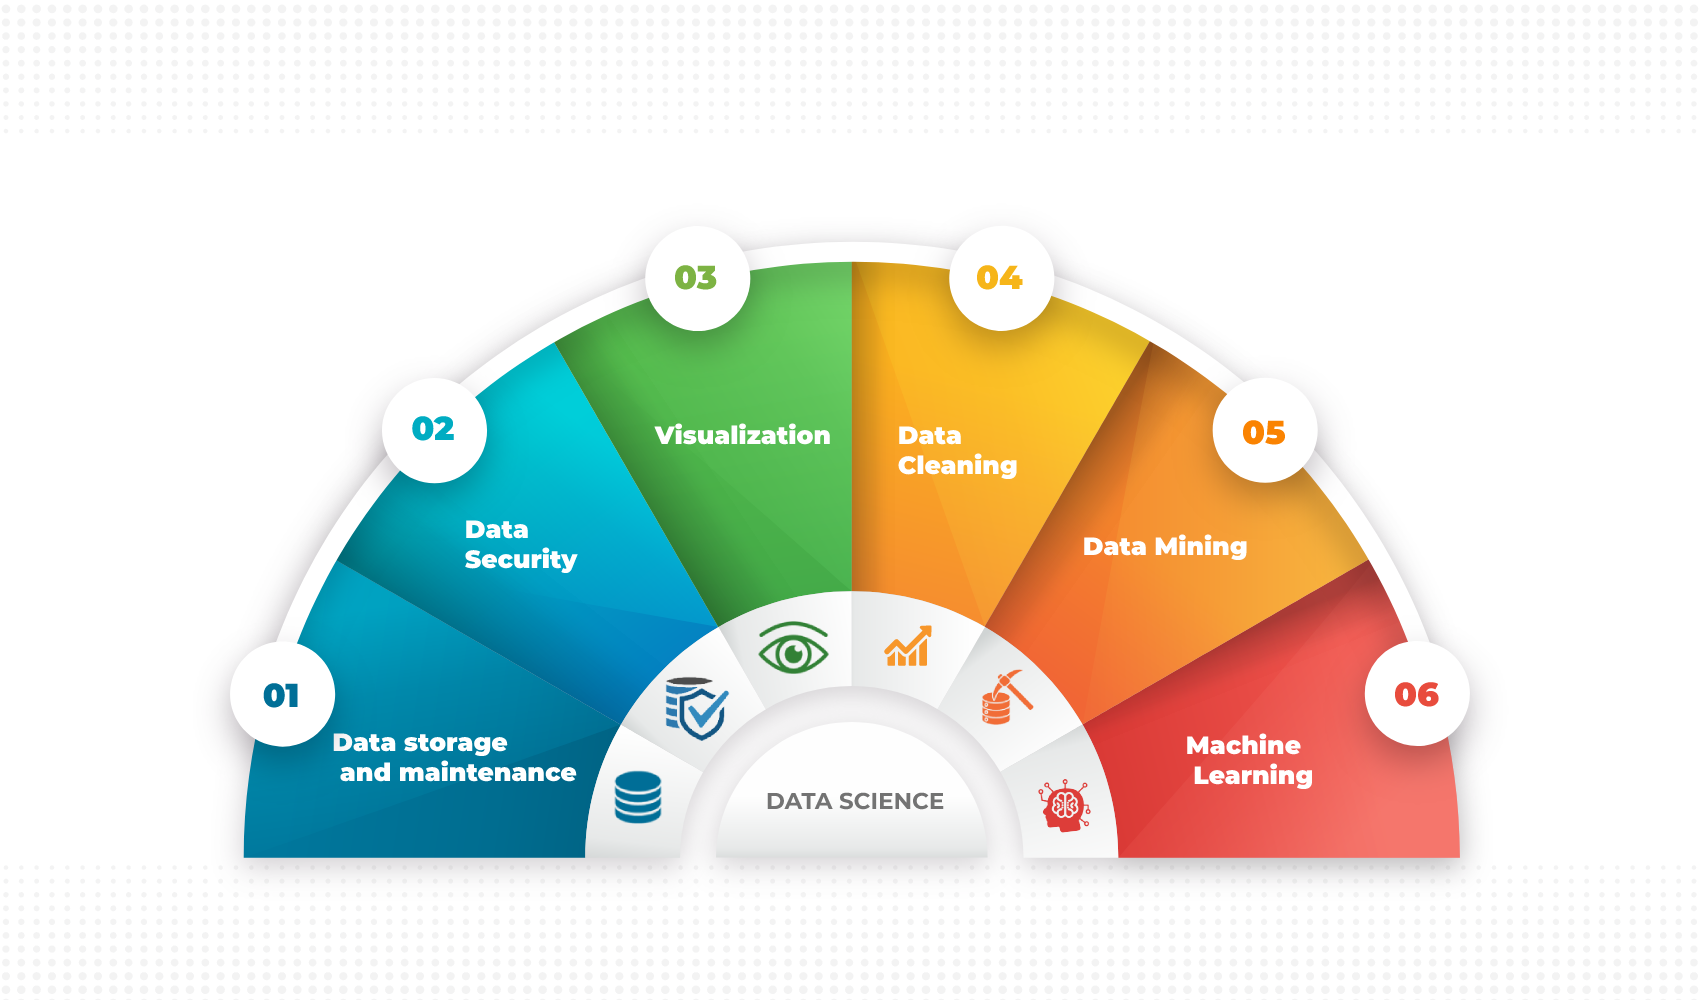 01
Data storage
and maintenance
02
Data
Security
03
Visualization
04
Data
Cleaning
05
Data Mining
06
Machine
Learning
DATA SCIENCE